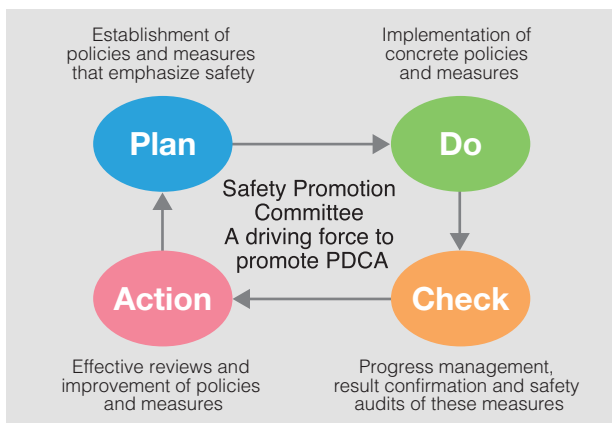 Establishment of
policies and measures
that emphasize safety
Implementation of
concrete policies
and measures
Plan
Do
Safety Promotion
Committee
A driving force to
promote PDCA
Action
Check
Effective reviews and
improvement of policies
and measures
Progress management,
result confirmation and safety
audits of these measures